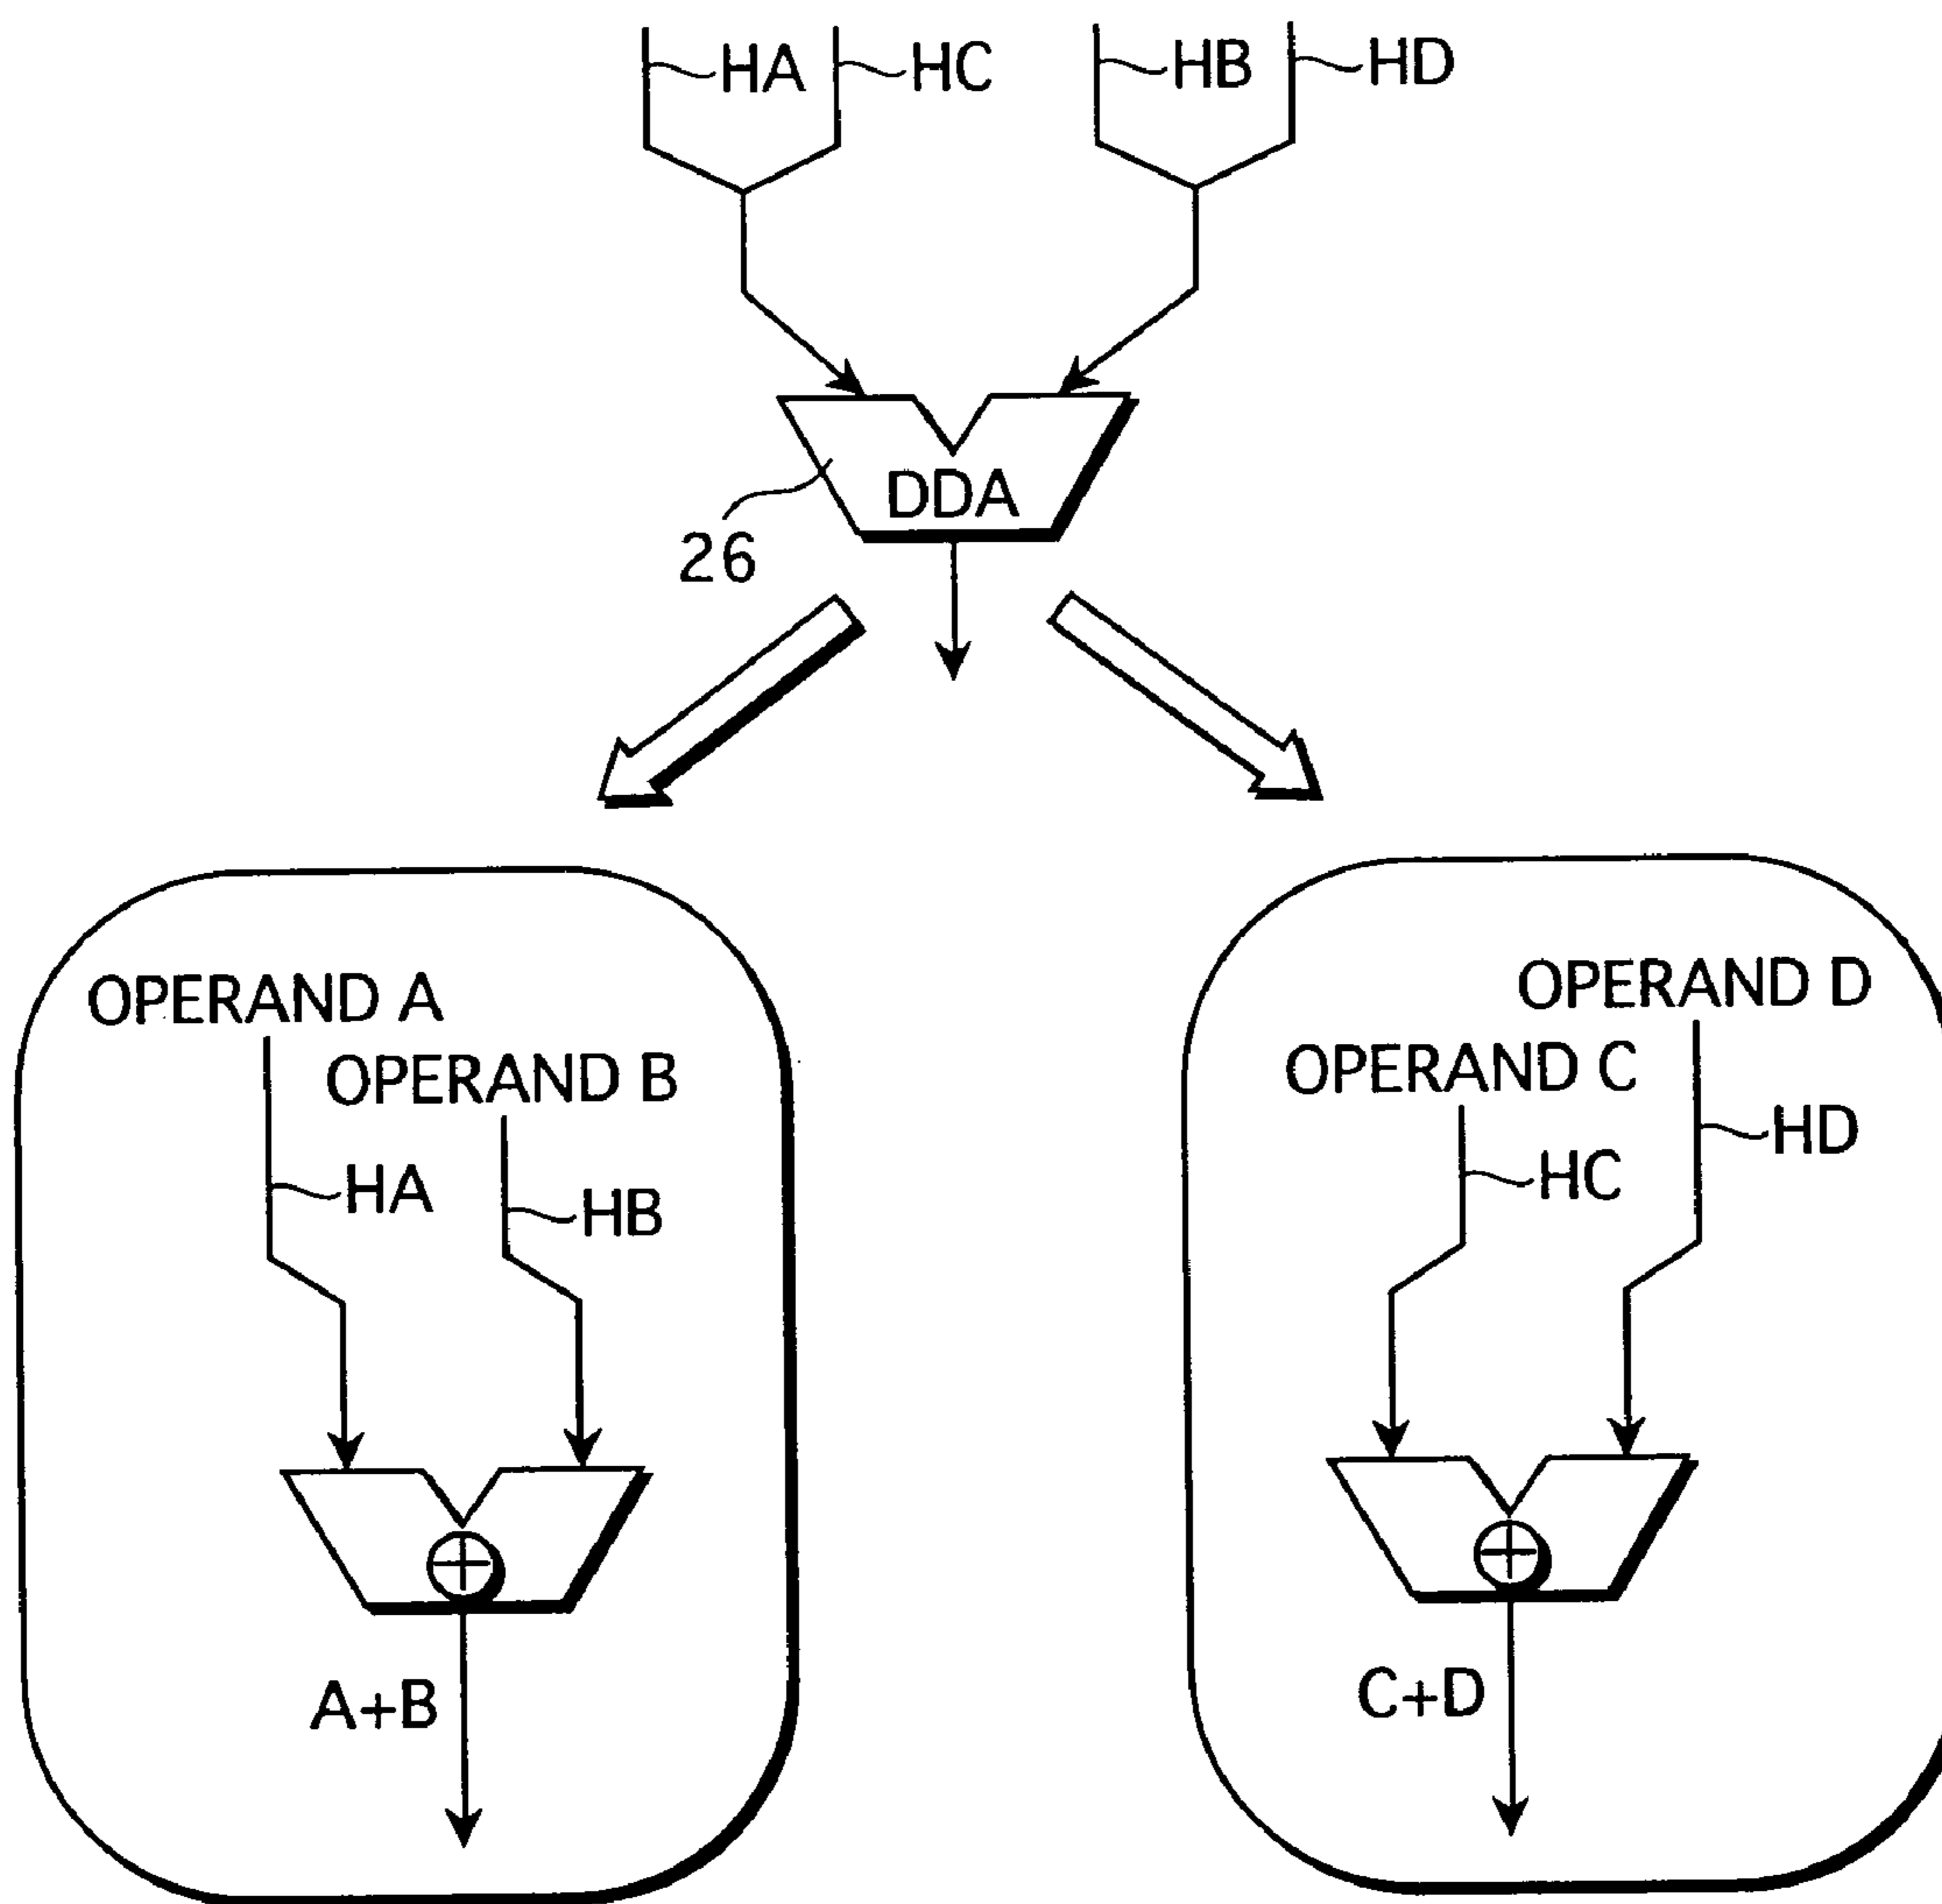 HA HC HB HD
DDA
26
OPERAND A
OPERAND B
HA
HB
A+B
OPERAND D
OPERAND C
HD
HC
C+D